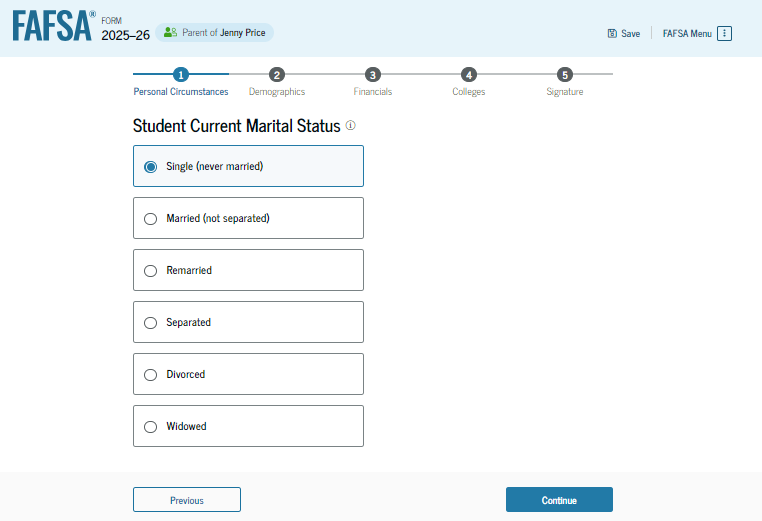 FAFSA® FORM
2025–26
Parent of Jenny Price
Save
FAFSA Menu
1 2 3 4 5
Personal Circumstances Demographics Financials Colleges Signature
Student Current Marital Status
Single (never married)
Married (not separated)
Remarried
Separated
Divorced
Widowed
Previous Continue